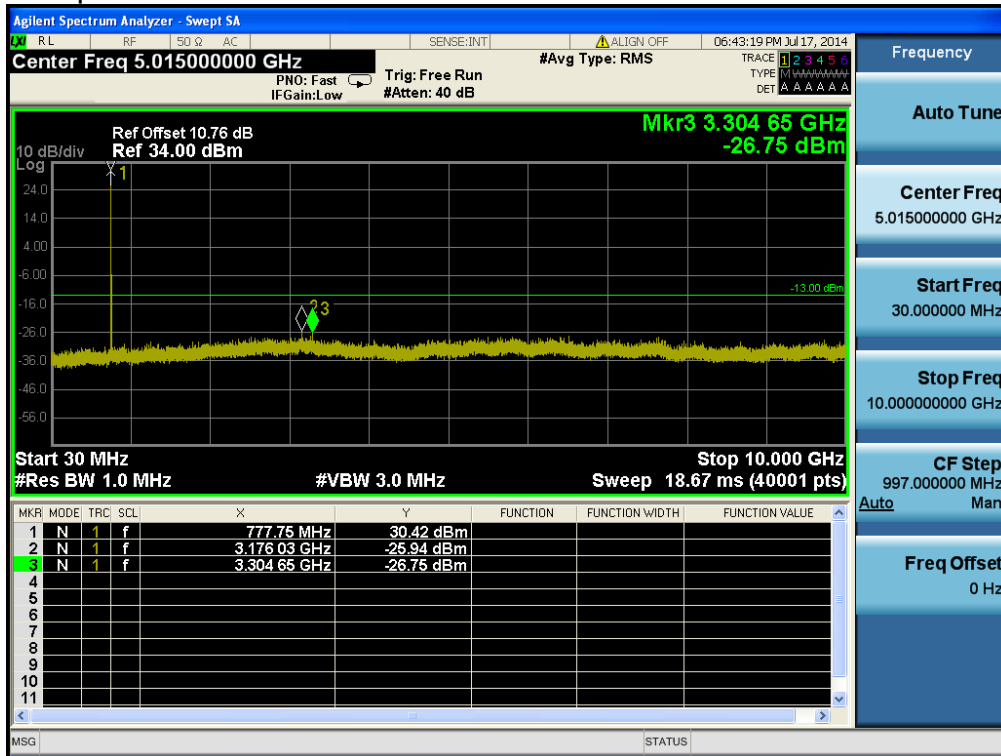 Agilent Spectrum Analyzer - Swept SA
LXI RL RF 50 Ω AC SENSE:INT ALIGN OFF 06:43:19 PM Jul 17, 2014
Center Freq 5.015000000 GHz #Avg Type: RMS TRACE 1 2 3 4 5 6
PNO: Fast Trig: Free Run TYPE M WWWWW
IFGain:Low #Atten: 40 dB DET A A A A A A
Mkr3 3.304 65 GHz
Ref Offset 10.76 dB
10 dB/div Ref 34.00 dBm -26.75 dBm
Log
1
24.0
14.0
4.00
-6.00
-13.00 dBm
-16.0
2 3
-26.0
-36.0
-46.0
-56.0
Start 30 MHz Stop 10.000 GHz
#Res BW 1.0 MHz #VBW 3.0 MHz Sweep 18.67 ms (40001 pts)
MKR MODE TRC SCL X Y FUNCTION FUNCTION WIDTH FUNCTION VALUE
1 N 1 f 777.75 MHz 30.42 dBm
2 N 1 f 3.176 03 GHz -25.94 dBm
3 N 1 f 3.304 65 GHz -26.75 dBm
4
5
6
7
8
9
10
11
MSG STATUS
Frequency
Auto Tune
Center Freq
5.015000000 GHz
Start Freq
30.000000 MHz
Stop Freq
10.000000000 GHz
CF Step
997.000000 MHz
Auto Man
Freq Offset
0 Hz